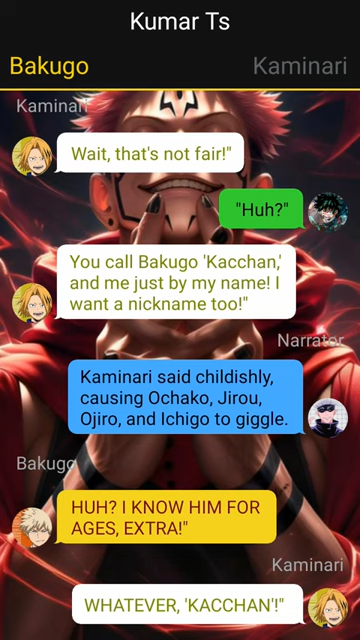 Kumar Ts
Bakugo
Kaminari
Kaminari
Wait, that's not fair!"
"Huh?"
You call Bakugo 'Kacchan,'
and me just by my name! I
want a nickname too!"
Narrator
Kaminari said childishly,
causing Ochako, Jirou,
Ojiro, and Ichigo to giggle.
Bakugo
HUH? I KNOW HIM FOR
AGES, EXTRA!"
Kaminari
WHATEVER, 'KACCHAN'!"